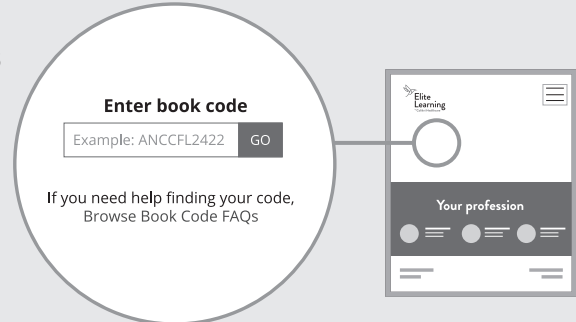 Enter book code
Example: ANCCFL2422 GO
If you need help finding your code,
Browse Book Code FAQs
Elite
Learning
Your profession